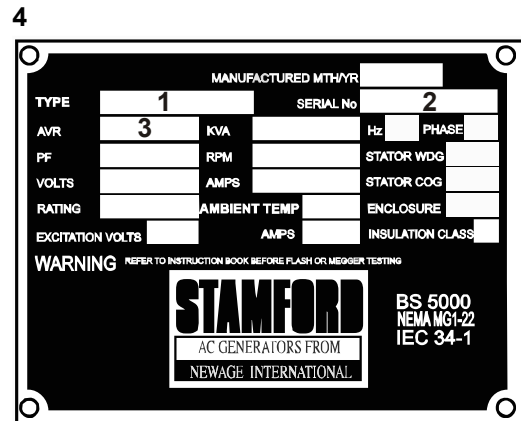 4
MANUFACTURED MTH/YR
TYPE 1 SERIAL No 2
AVR 3 KVA Hz PHASE
PF RPM STATOR WDG
VOLTS AMPS STATOR COG
RATING AMBIENT TEMP ENCLOSURE
EXCITATION VOLTS AMPS INSULATION CLASS
WARNING REFER TO INSTRUCTION BOOK BEFORE FLASH OR MEGGER TESTING
STAMFORD
AC GENERATORS FROM
NEWAGE INTERNATIONAL
BS 5000
NEMA MG1-22
IEC 34-1